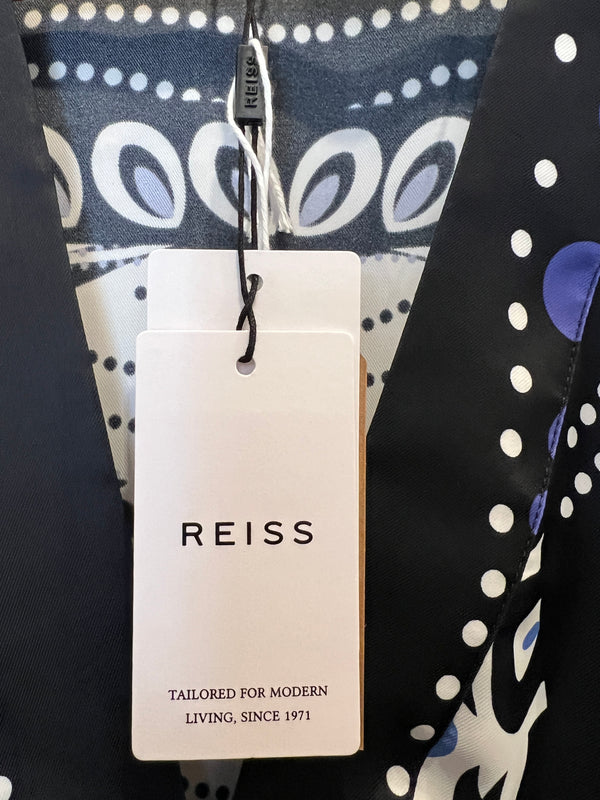 REISS
REISS
TAILORED FOR MODERN
LIVING, SINCE 1971